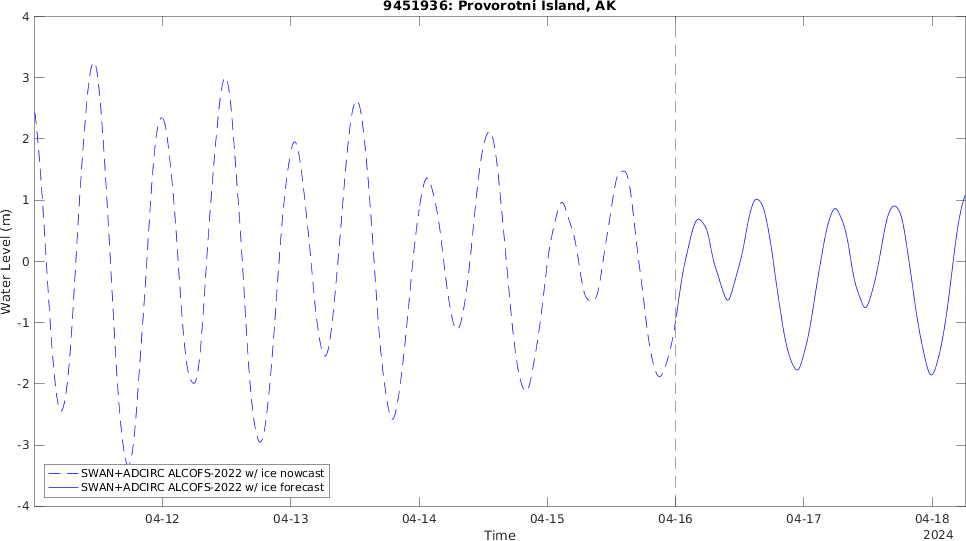 9451936: Provorotni Island, AK
4
3
2
1
0
-1
-2
-3
-4
Water Level (m)
SWAN+ADCIRC ALCOFS-2022 w/ ice nowcast
SWAN+ADCIRC ALCOFS-2022 w/ ice forecast
04-12 04-13 04-14 04-15 04-16 04-17 04-18
Time
2024